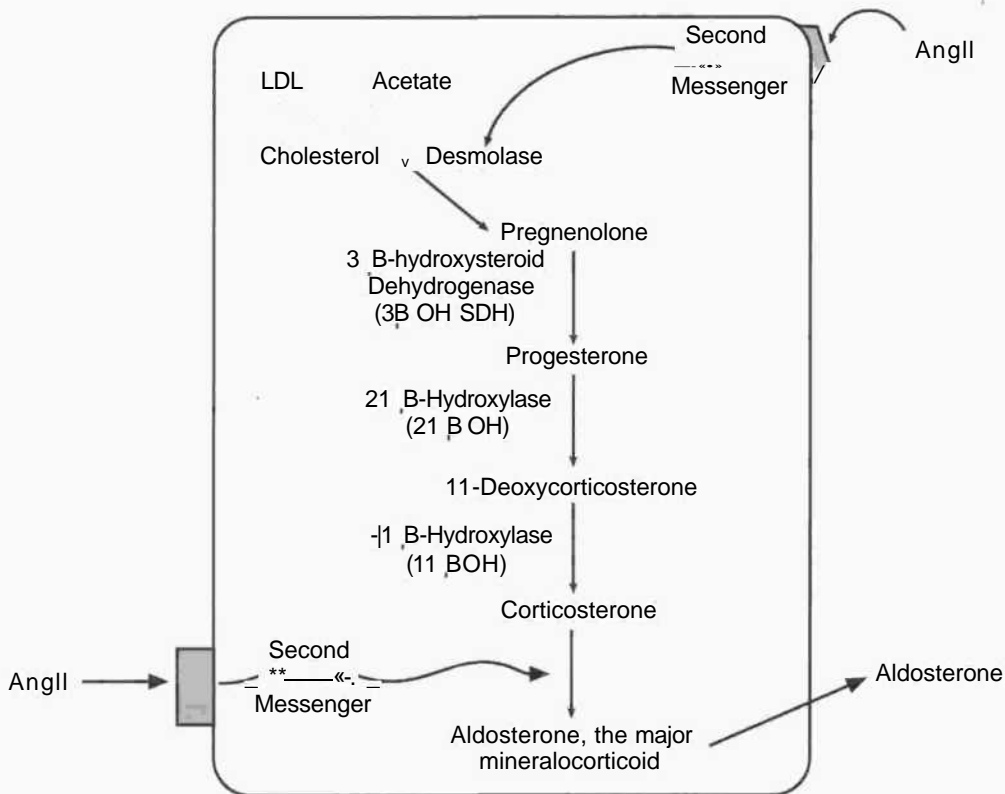 Second
Messenger
AngII
LDL Acetate
Cholesterol v Desmolase
Pregnenolone
3 B-hydroxysteroid
Dehydrogenase
(3B OH SDH)
Progesterone
21 B-Hydroxylase
(21 B OH)
11-Deoxycorticosterone
-|1 B-Hydroxylase
(11 BOH)
Corticosterone
AngII
Second
Messenger
Aldosterone
Aldosterone, the major
mineralocorticoid